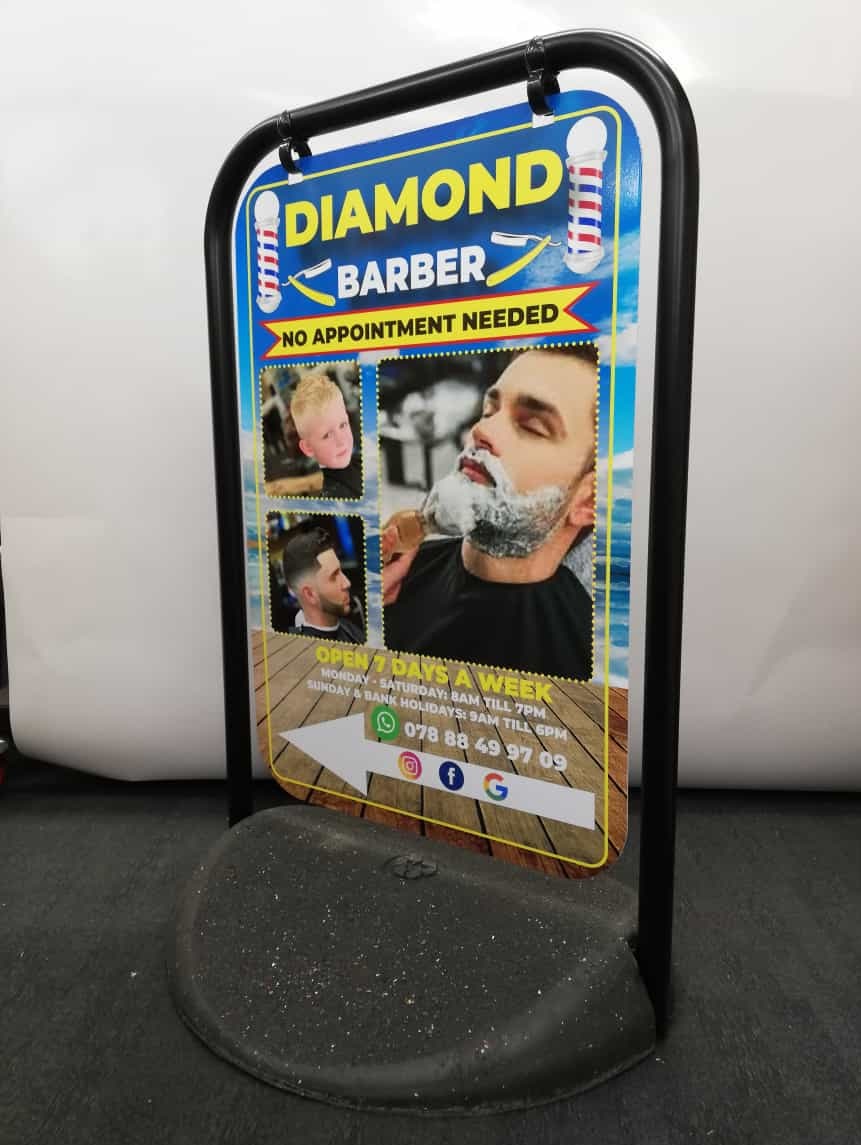 DIAMOND
BARBER
NO APPOINTMENT NEEDED
OPEN 7 DAYS A WEEK
MONDAY - SATURDAY: 8AM TILL 7PM
SUNDAY & BANK HOLIDAYS: 9AM TILL 6PM
078 88 49 97 09